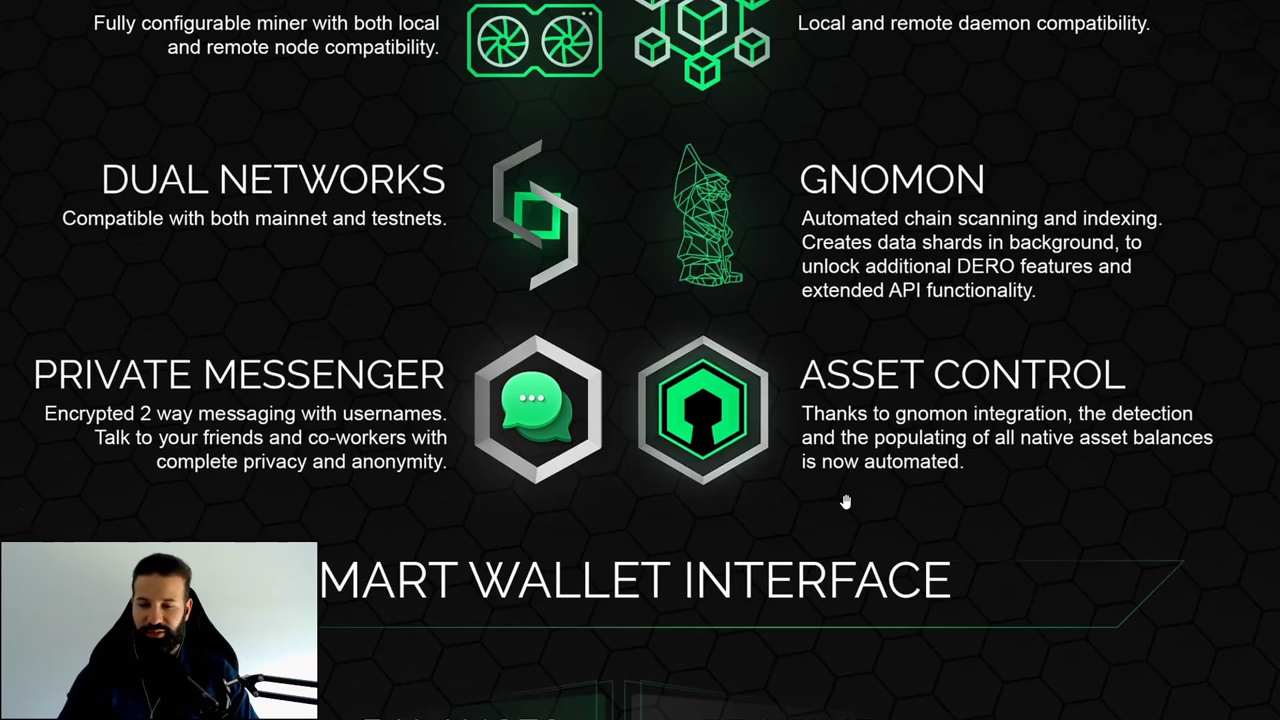 Fully configurable miner with both local
and remote node compatibility.
Local and remote daemon compatibility.
DUAL NETWORKS
Compatible with both mainnet and testnets.
GNOMON
Automated chain scanning and indexing.
Creates data shards in background, to
unlock additional DERO features and
extended API functionality.
PRIVATE MESSENGER
Encrypted 2 way messaging with usernames.
Talk to your friends and co-workers with
complete privacy and anonymity.
ASSET CONTROL
Thanks to gnomon integration, the detection
and the populating of all native asset balances
is now automated.
MART WALLET INTERFACE